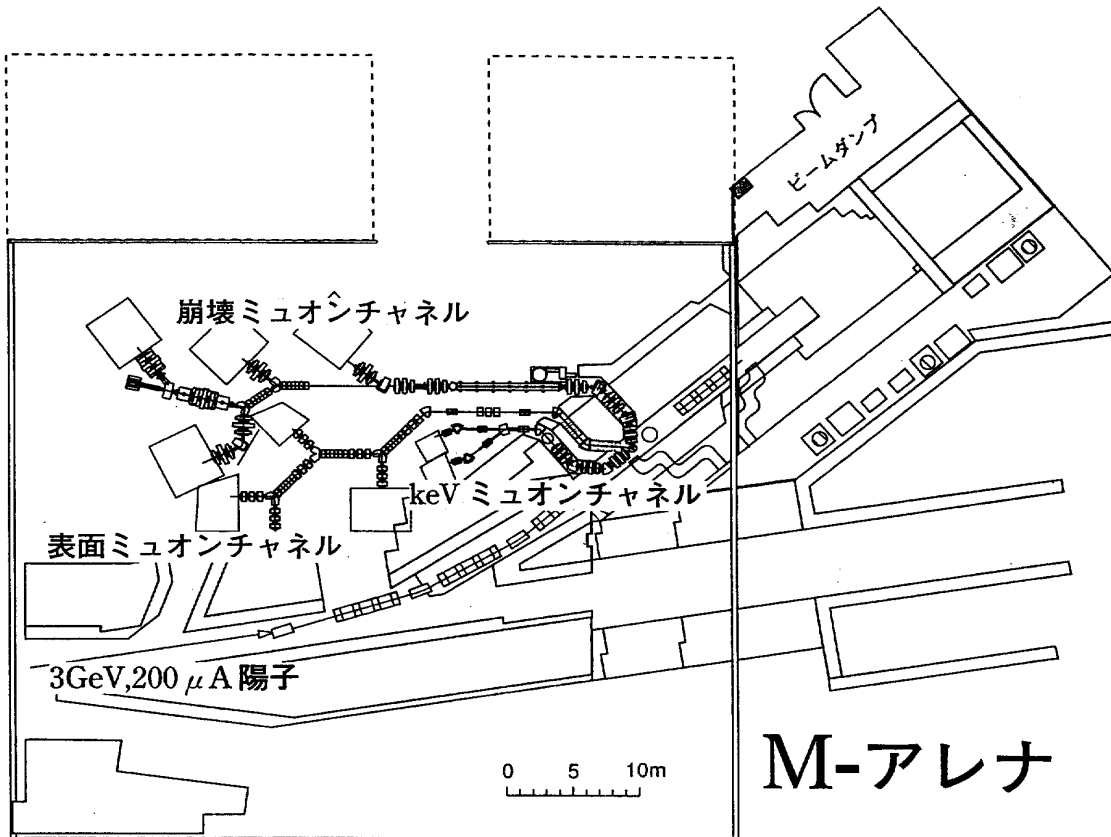 ビームダンプ
崩壊ミュオンチャネル
keV ミュオンチャネル
表面ミュオンチャネル
3GeV,200 μA 陽子
0 5 10m
M-アレナ